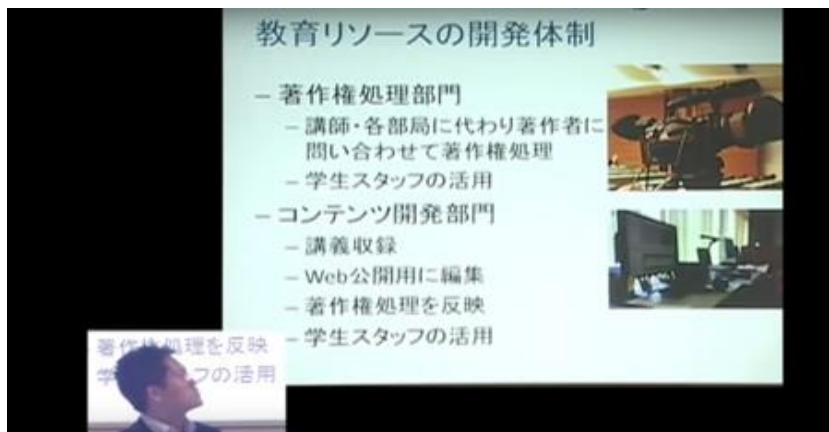 教育リソースの開発体制
– 著作権処理部門
– 講師・各部局に代わり著作者に
問い合わせて著作権処理
– 学生スタッフの活用
– コンテンツ開発部門
– 講義収録
– Web公開用に編集
– 著作権処理を反映
– 学生スタッフの活用
著作 処理を反映
学 フの活用